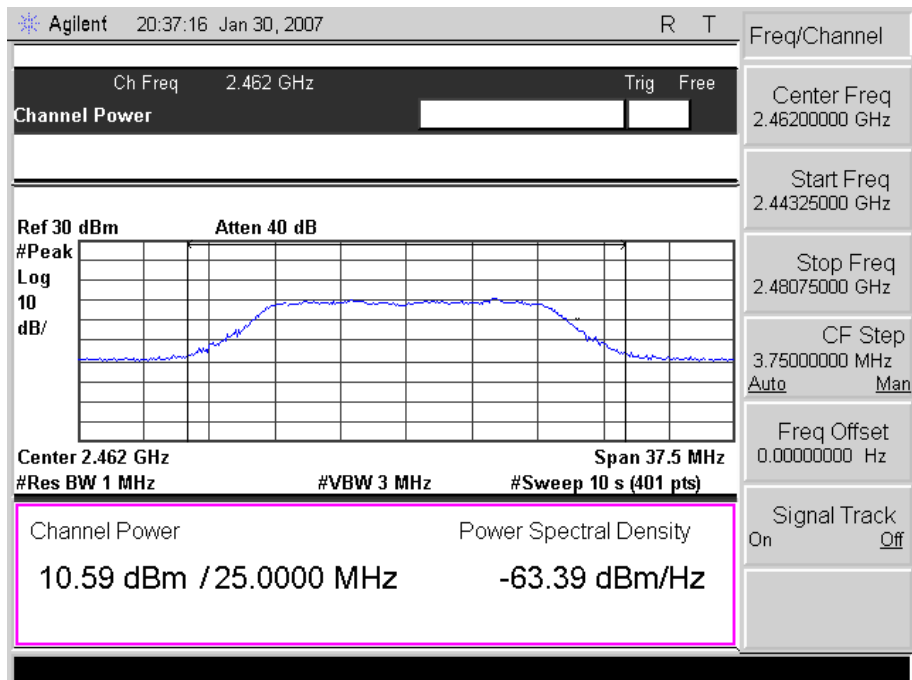 Agilent 20:37:16 Jan 30, 2007 R T
Ch Freq 2.462 GHz Trig Free
Channel Power
Ref 30 dBm Atten 40 dB
#Peak
Log
10
dB/
Center 2.462 GHz Span 37.5 MHz
#Res BW 1 MHz #VBW 3 MHz #Sweep 10 s (401 pts)
Channel Power Power Spectral Density
10.59 dBm / 25.0000 MHz -63.39 dBm/Hz
Freq/Channel
Center Freq
2.46200000 GHz
Start Freq
2.44325000 GHz
Stop Freq
2.48075000 GHz
CF Step
3.75000000 MHz
Auto Man
Freq Offset
0.00000000 Hz
Signal Track
On Off